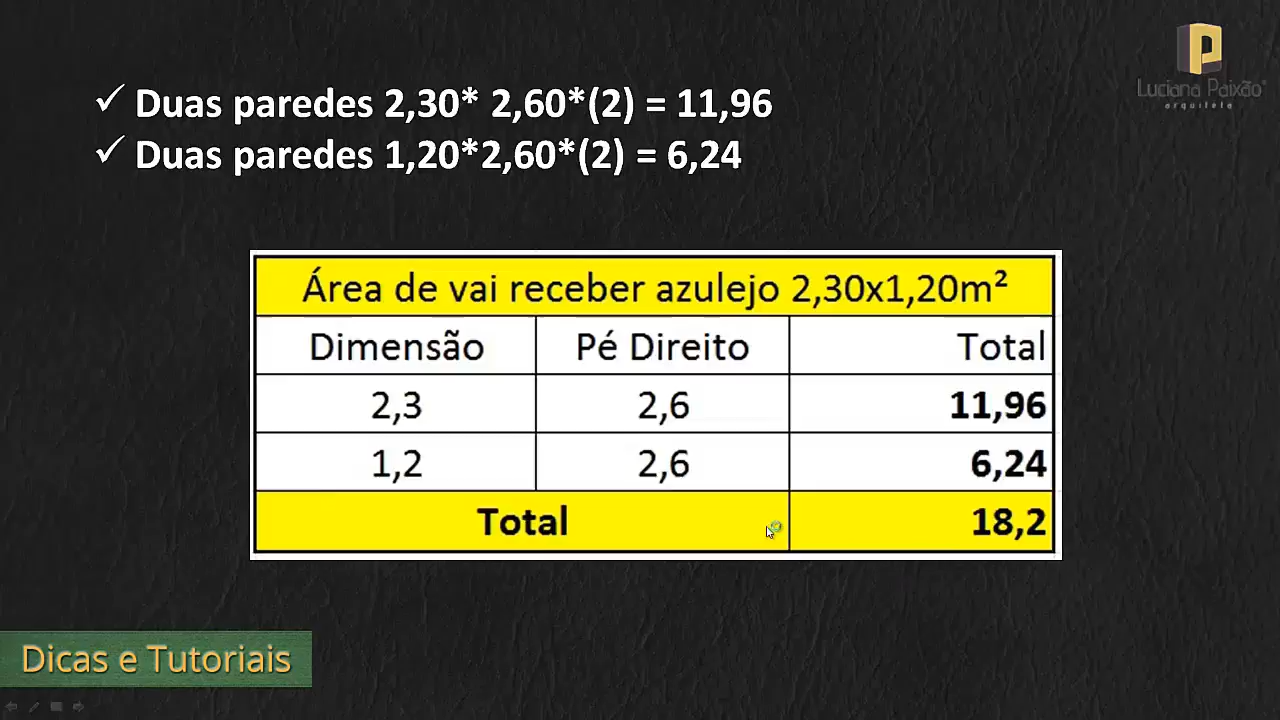 Luciana Paixão®
arquiteta
✓ Duas paredes 2,30* 2,60*(2) = 11,96
✓ Duas paredes 1,20*2,60*(2) = 6,24
Área de vai receber azulejo 2,30x1,20m²
Dimensão Pé Direito Total
2,3 2,6 11,96
1,2 2,6 6,24
Total 18,2
Dicas e Tutoriais